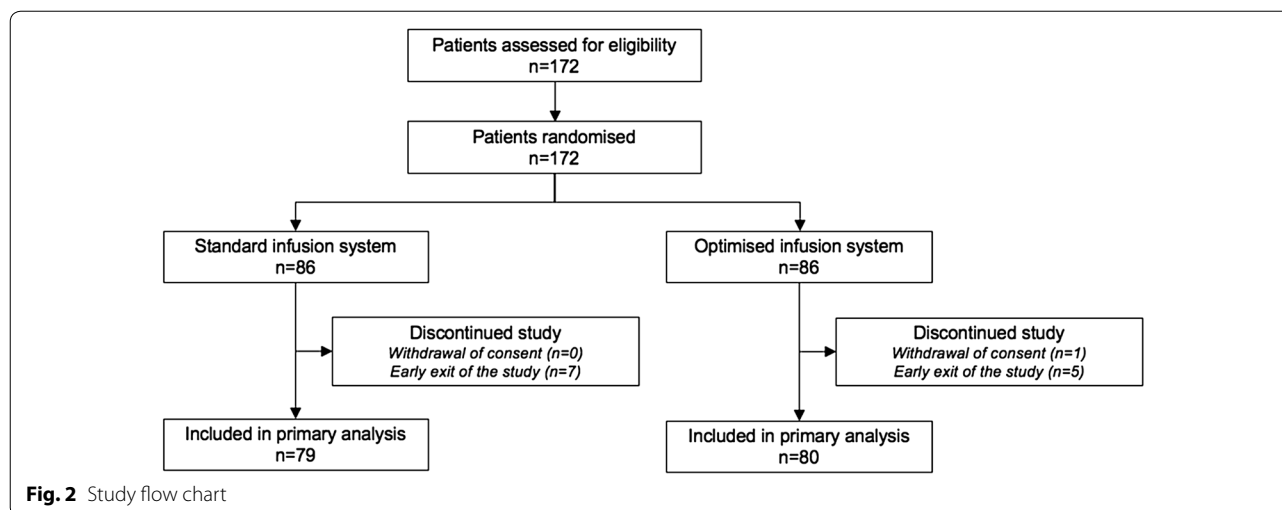 Patients assessed for eligibility
n=172
Patients randomised
n=172
Standard infusion system
n=86
Optimised infusion system
n=86
Discontinued study
Withdrawal of consent (n=0)
Early exit of the study (n=7)
Discontinued study
Withdrawal of consent (n=1)
Early exit of the study (n=5)
Included in primary analysis
n=79
Included in primary analysis
n=80
Fig. 2 Study flow chart